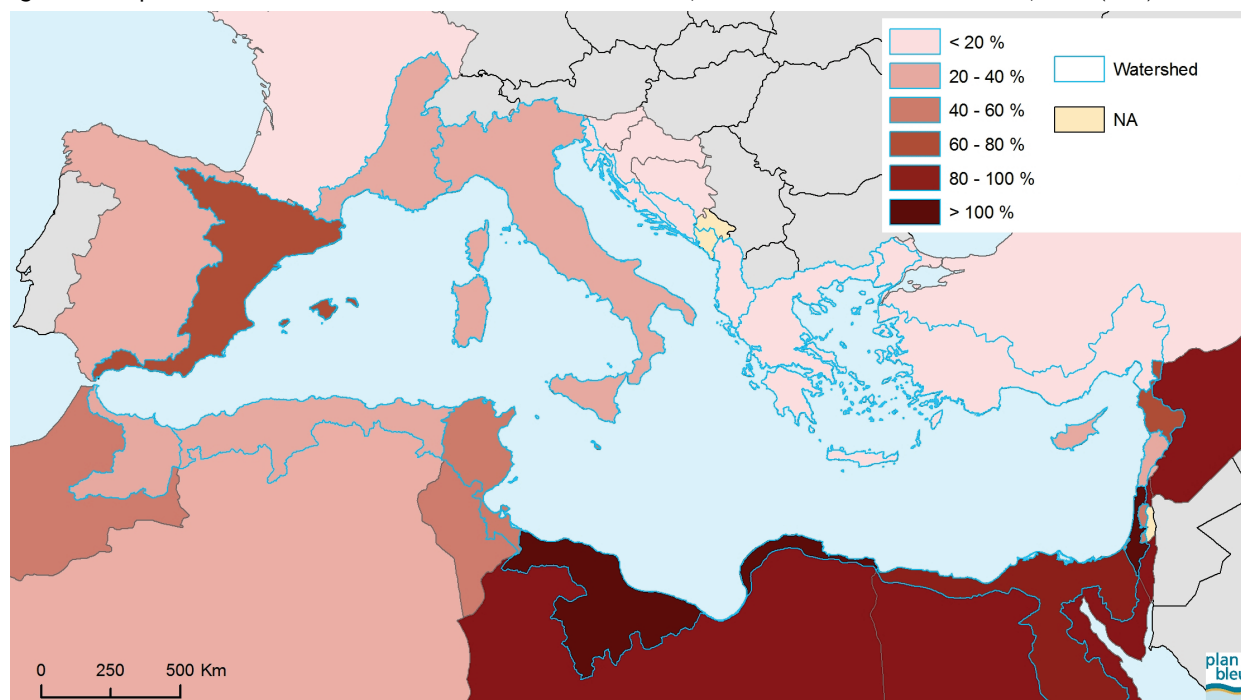 < 20 %
20 - 40 %
40 - 60 %
60 - 80 %
80 - 100 %
> 100 %
Watershed
NA
0 250 500 Km
plan
bleu